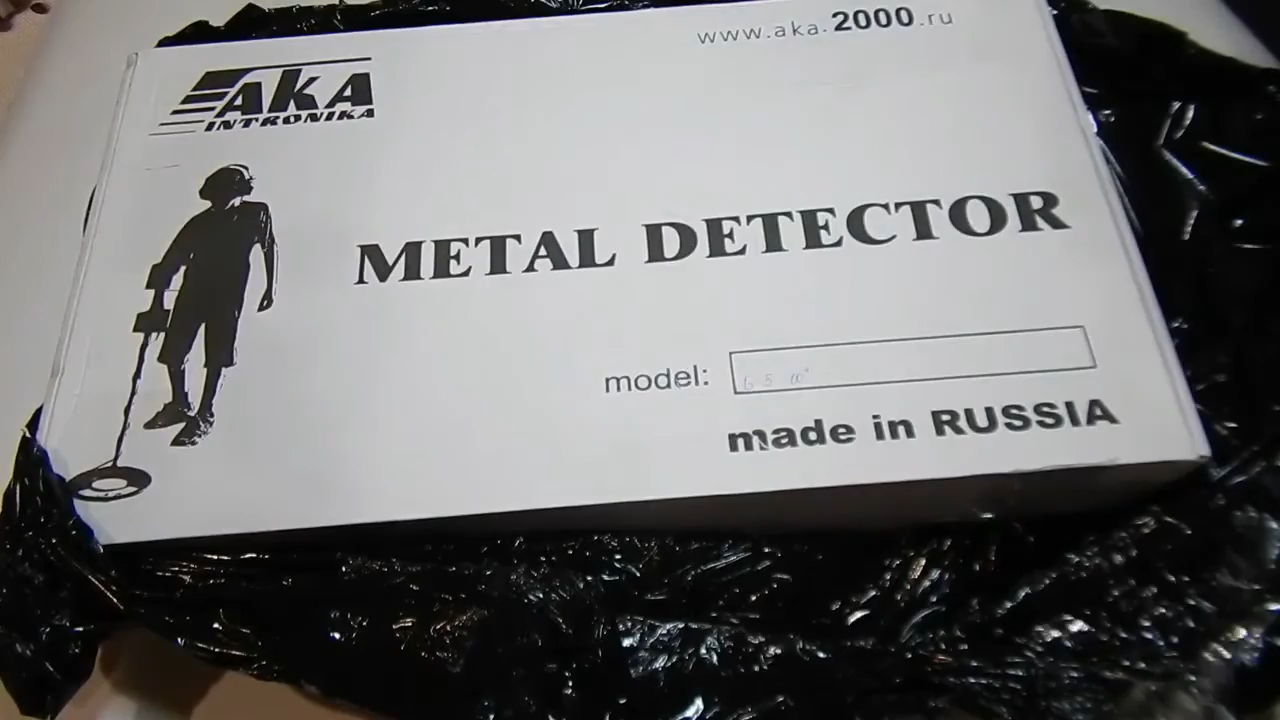 www.aka.2000.ru
AKA
INTRONIKA
METAL DETECTOR
model:
made in RUSSIA